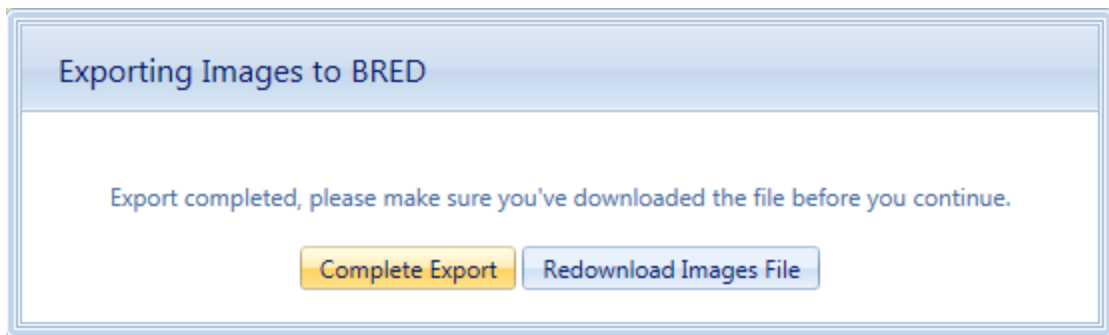 Exporting Images to BRED
Export completed, please make sure you've downloaded the file before you continue.
Complete Export
Redownload Images File